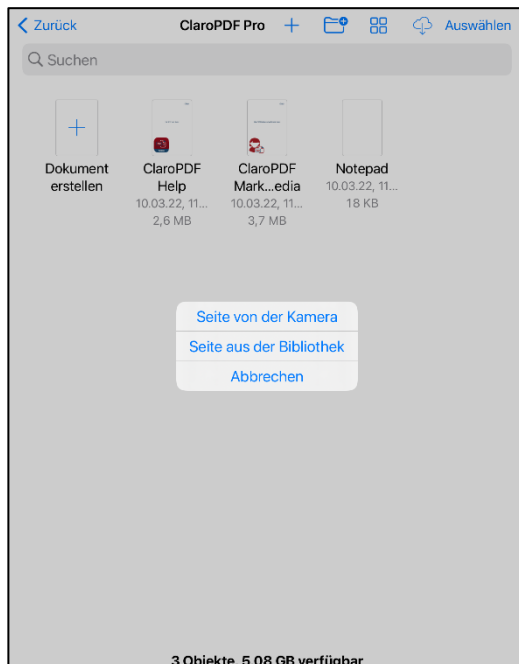 Zurück ClaroPDF Pro Auswählen
Suchen
Dokument erstellen
ClaroPDF Help
10.03.22, 11...
2,6 MB
ClaroPDF Mark...edia
10.03.22, 11...
3,7 MB
Notepad
10.03.22, 11...
18 KB
Seite von der Kamera
Seite aus der Bibliothek
Abbrechen
3 Objekte, 5,08 GB verfügbar